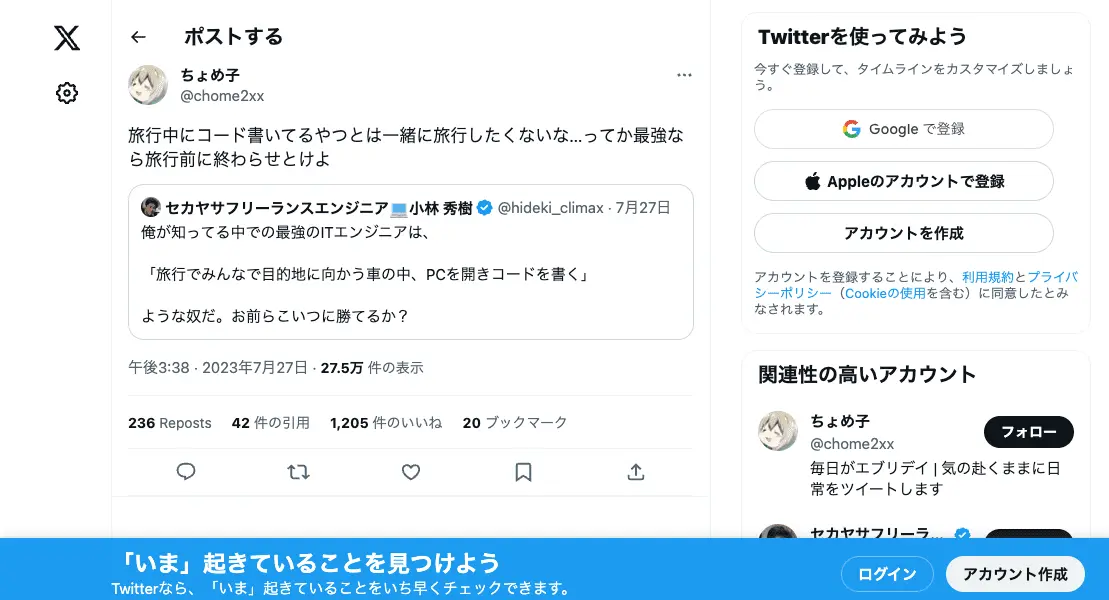 ポストする
ちょめ子
@chome2xx
旅行中にコード書いてるやつとは一緒に旅行したくないな...ってか最強な
ら旅行前に終わらせとけよ
セカヤサフリーランスエンジニア💻小林 秀樹 @hideki_climax · 7月27日
俺が知ってる中での最強のITエンジニアは、
「旅行でみんなで目的地に向かう車の中、PCを開きコードを書く」
ような奴だ。お前らこいつに勝てるか？
午後3:38 · 2023年7月27日 · 27.5万 件の表示
236 Reposts 42 件の引用 1,205 件のいいね 20 ブックマーク
Twitterを使ってみよう
今すぐ登録して、タイムラインをカスタマイズしましょ
う。
Google で登録
Appleのアカウントで登録
アカウントを作成
アカウントを登録することにより、利用規約とプライバ
シーポリシー（Cookieの使用を含む）に同意したとみ
なされます。
関連性の高いアカウント
ちょめ子
@chome2xx
フォロー
毎日がエブリデイ | 気の赴くままに日
常をツイートします
セカヤサフリーラ...
「いま」起きていることを見つけよう
Twitterなら、「いま」起きていることをいち早くチェックできます。
ログイン
アカウント作成